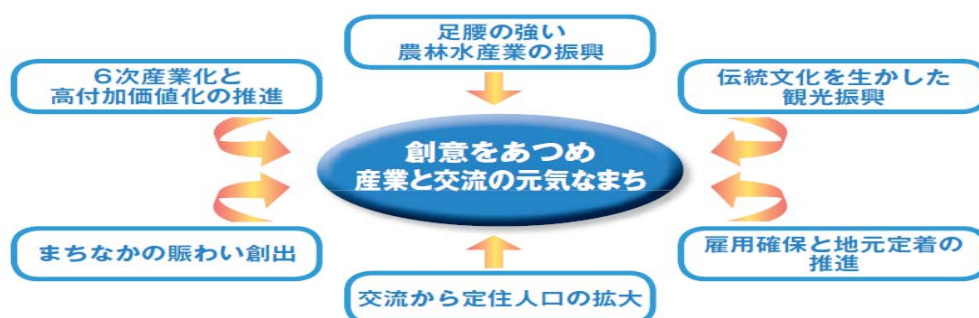 足腰の強い
農林水産業の振興
6次産業化と
高付加価値化の推進
伝統文化を生かした
観光振興
創意をあつめ
産業と交流の元気なまち
まちなかの賑わい創出
雇用確保と地元定着の
推進
交流から定住人口の拡大